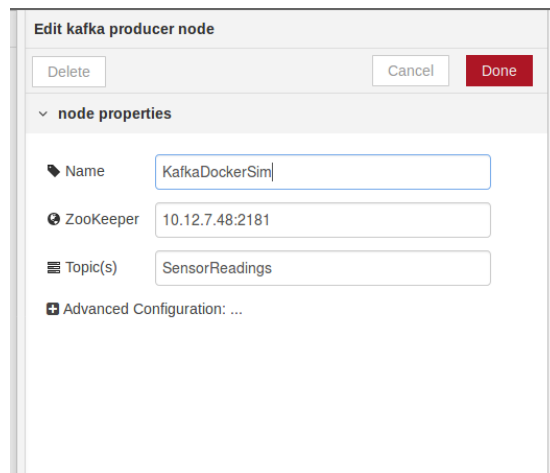 Edit kafka producer node
Delete Cancel Done
node properties
Name KafkaDockerSim
ZooKeeper 10.12.7.48:2181
Topic(s) SensorReadings
Advanced Configuration: ...